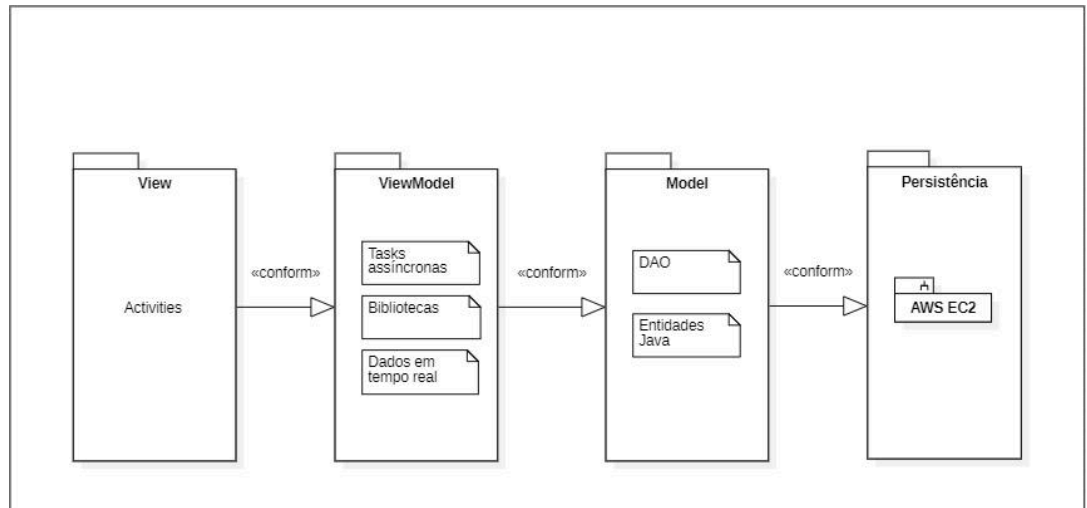 View
Activities
«conform»
ViewModel
Tasks
assíncronas
Bibliotecas
Dados em
tempo real
«conform»
Model
DAO
Entidades
Java
«conform»
Persistência
AWS EC2